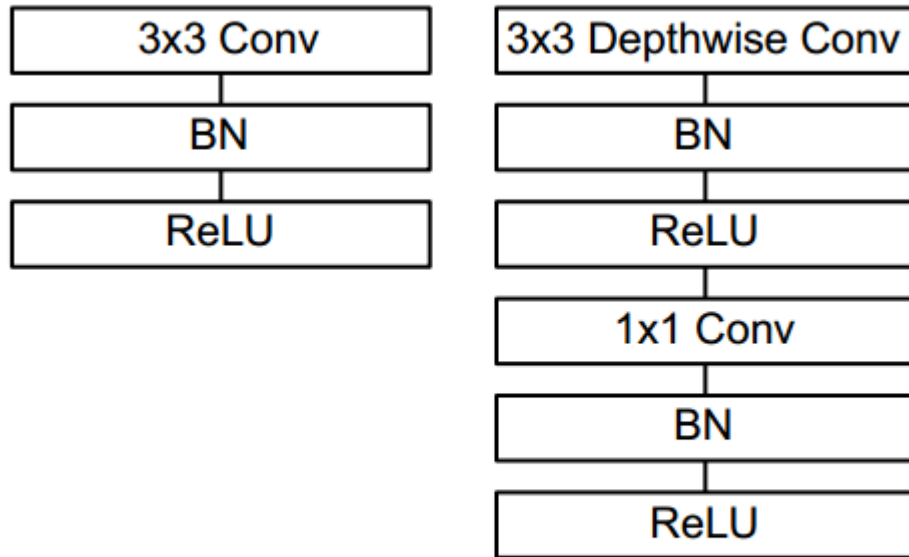 3x3 Conv
BN
ReLU
3x3 Depthwise Conv
BN
ReLU
1x1 Conv
BN
ReLU